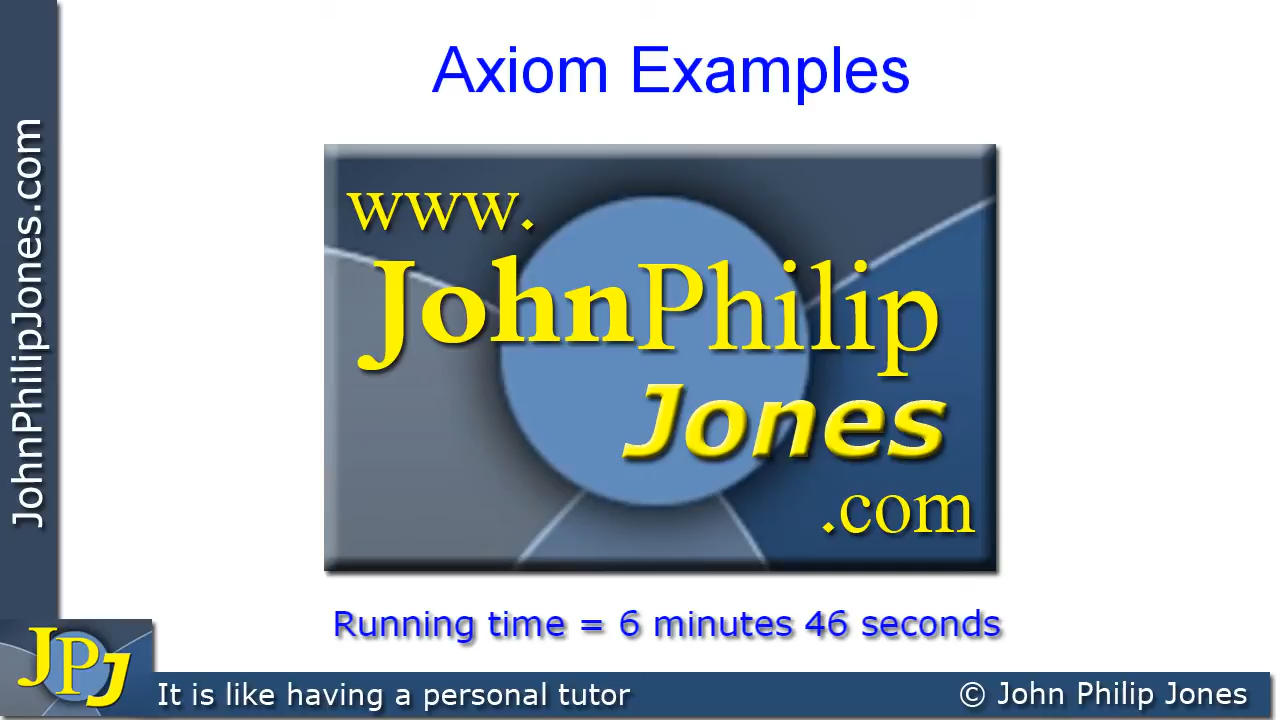 Axiom Examples
JohnPhilipJones.com
www.
JohnPhilip
Jones
.com
Running time = 6 minutes 46 seconds
JPJ
It is like having a personal tutor
© John Philip Jones